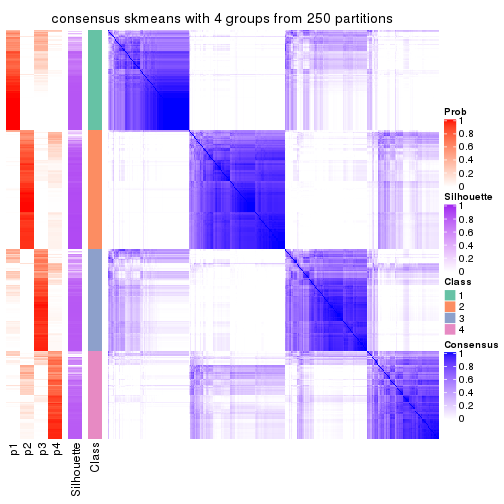 consensus skmeans with 4 groups from 250 partitions
Prob
1
0.8
0.6
0.4
0.2
0
Silhouette
1
0.8
0.6
0.4
0.2
0
Class
1
2
3
4
Consensus
1
0.8
0.6
0.4
0.2
0
p1
p2
p3
p4
Silhouette
Class